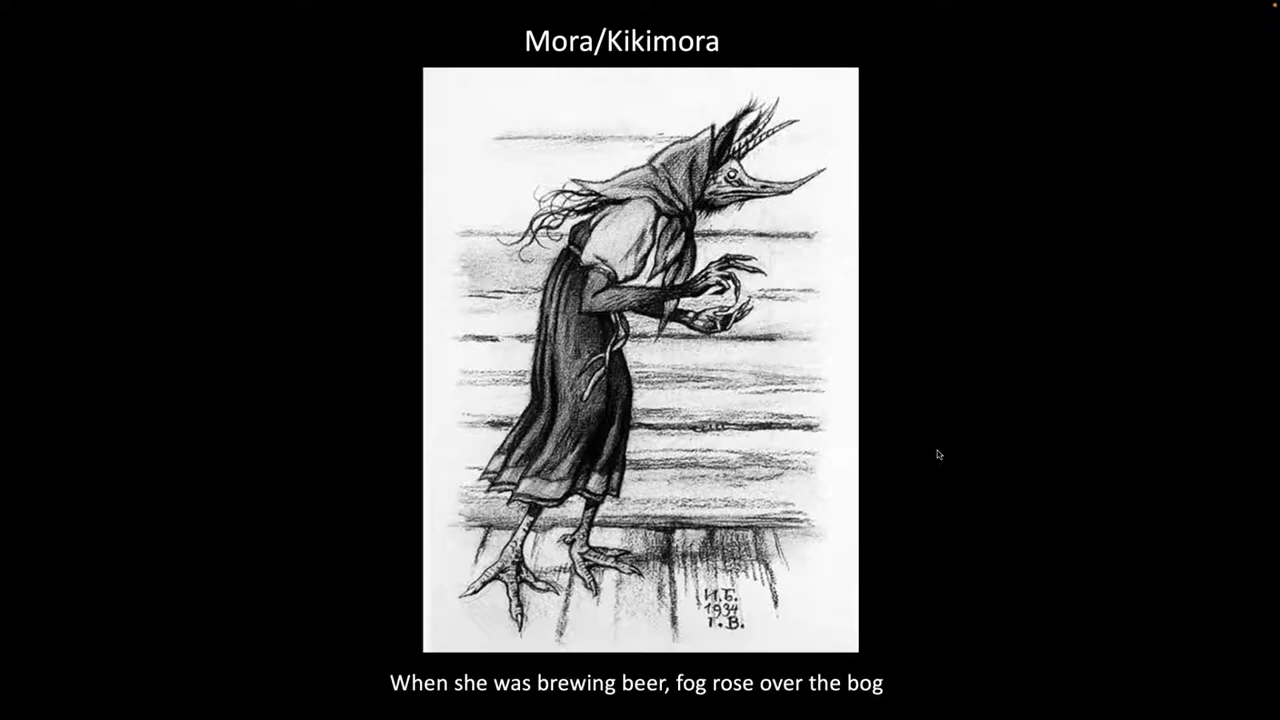 Mora/Kikimora
И.Б.
1934
Г.В.
When she was brewing beer, fog rose over the bog